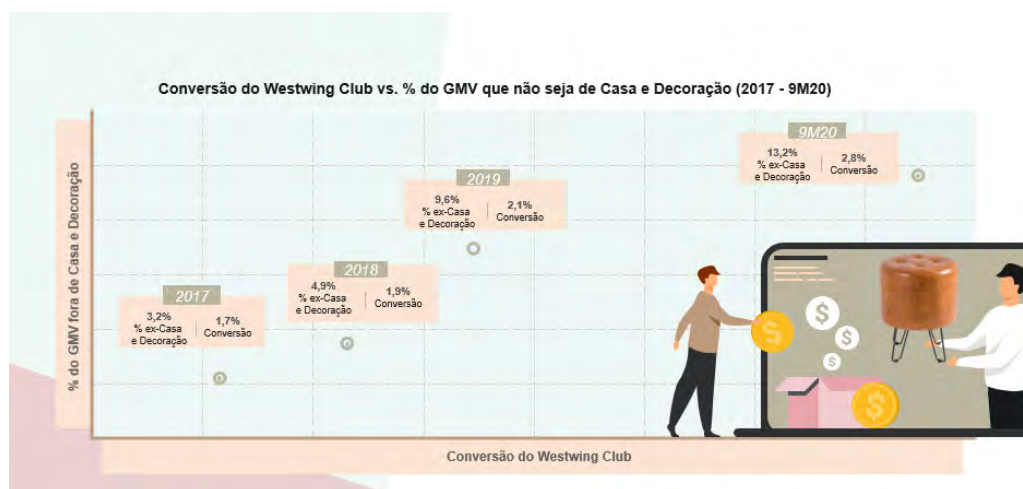 Conversão do Westwing Club vs. % do GMV que não seja de Casa e Decoração (2017 - 9M20)
% do GMV fora de Casa e Decoração
2017
3,2%
% ex-Casa
e Decoração
1,7%
Conversão
2018
4,9%
% ex-Casa
e Decoração
1,9%
Conversão
2019
9,6%
% ex-Casa
e Decoração
2,1%
Conversão
9M20
13,2%
% ex-Casa
e Decoração
2,8%
Conversão
$
$
$
$
$
Conversão do Westwing Club